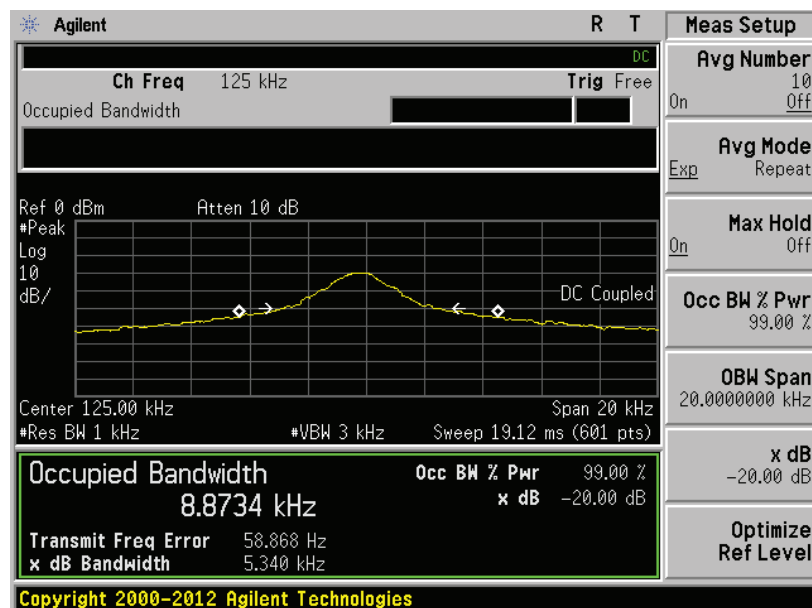 Agilent R T Meas Setup
DC
Ch Freq 125 kHz Trig Free
Occupied Bandwidth
Avg Number
10
On Off
Avg Mode
Exp Repeat
Max Hold
On Off
Occ BW % Pwr
99.00 %
OBW Span
20.0000000 kHz
x dB
-20.00 dB
Optimize
Ref Level
Ref 0 dBm Atten 10 dB
#Peak
Log
10
dB/
DC Coupled
Center 125.00 kHz Span 20 kHz
#Res BW 1 kHz #VBW 3 kHz Sweep 19.12 ms (601 pts)
Occupied Bandwidth Occ BW % Pwr 99.00 %
8.8734 kHz x dB -20.00 dB
Transmit Freq Error 58.868 Hz
x dB Bandwidth 5.340 kHz
Copyright 2000-2012 Agilent Technologies